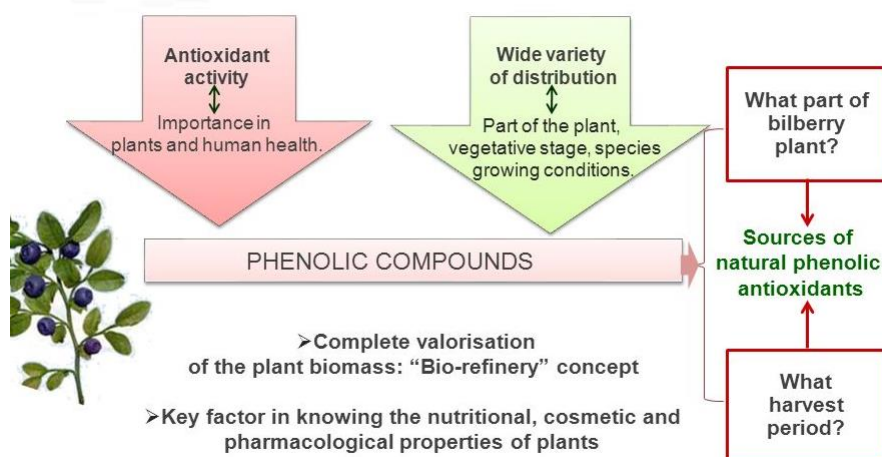 Antioxidant
activity
Importance in
plants and human health.
Wide variety
of distribution
Part of the plant,
vegetative stage, species
growing conditions.
What part of
bilberry
plant?
PHENOLIC COMPOUNDS
Sources of
natural phenolic
antioxidants
➢Complete valorisation
of the plant biomass: “Bio-refinery” concept
➢Key factor in knowing the nutritional, cosmetic and
pharmacological properties of plants
What
harvest
period?